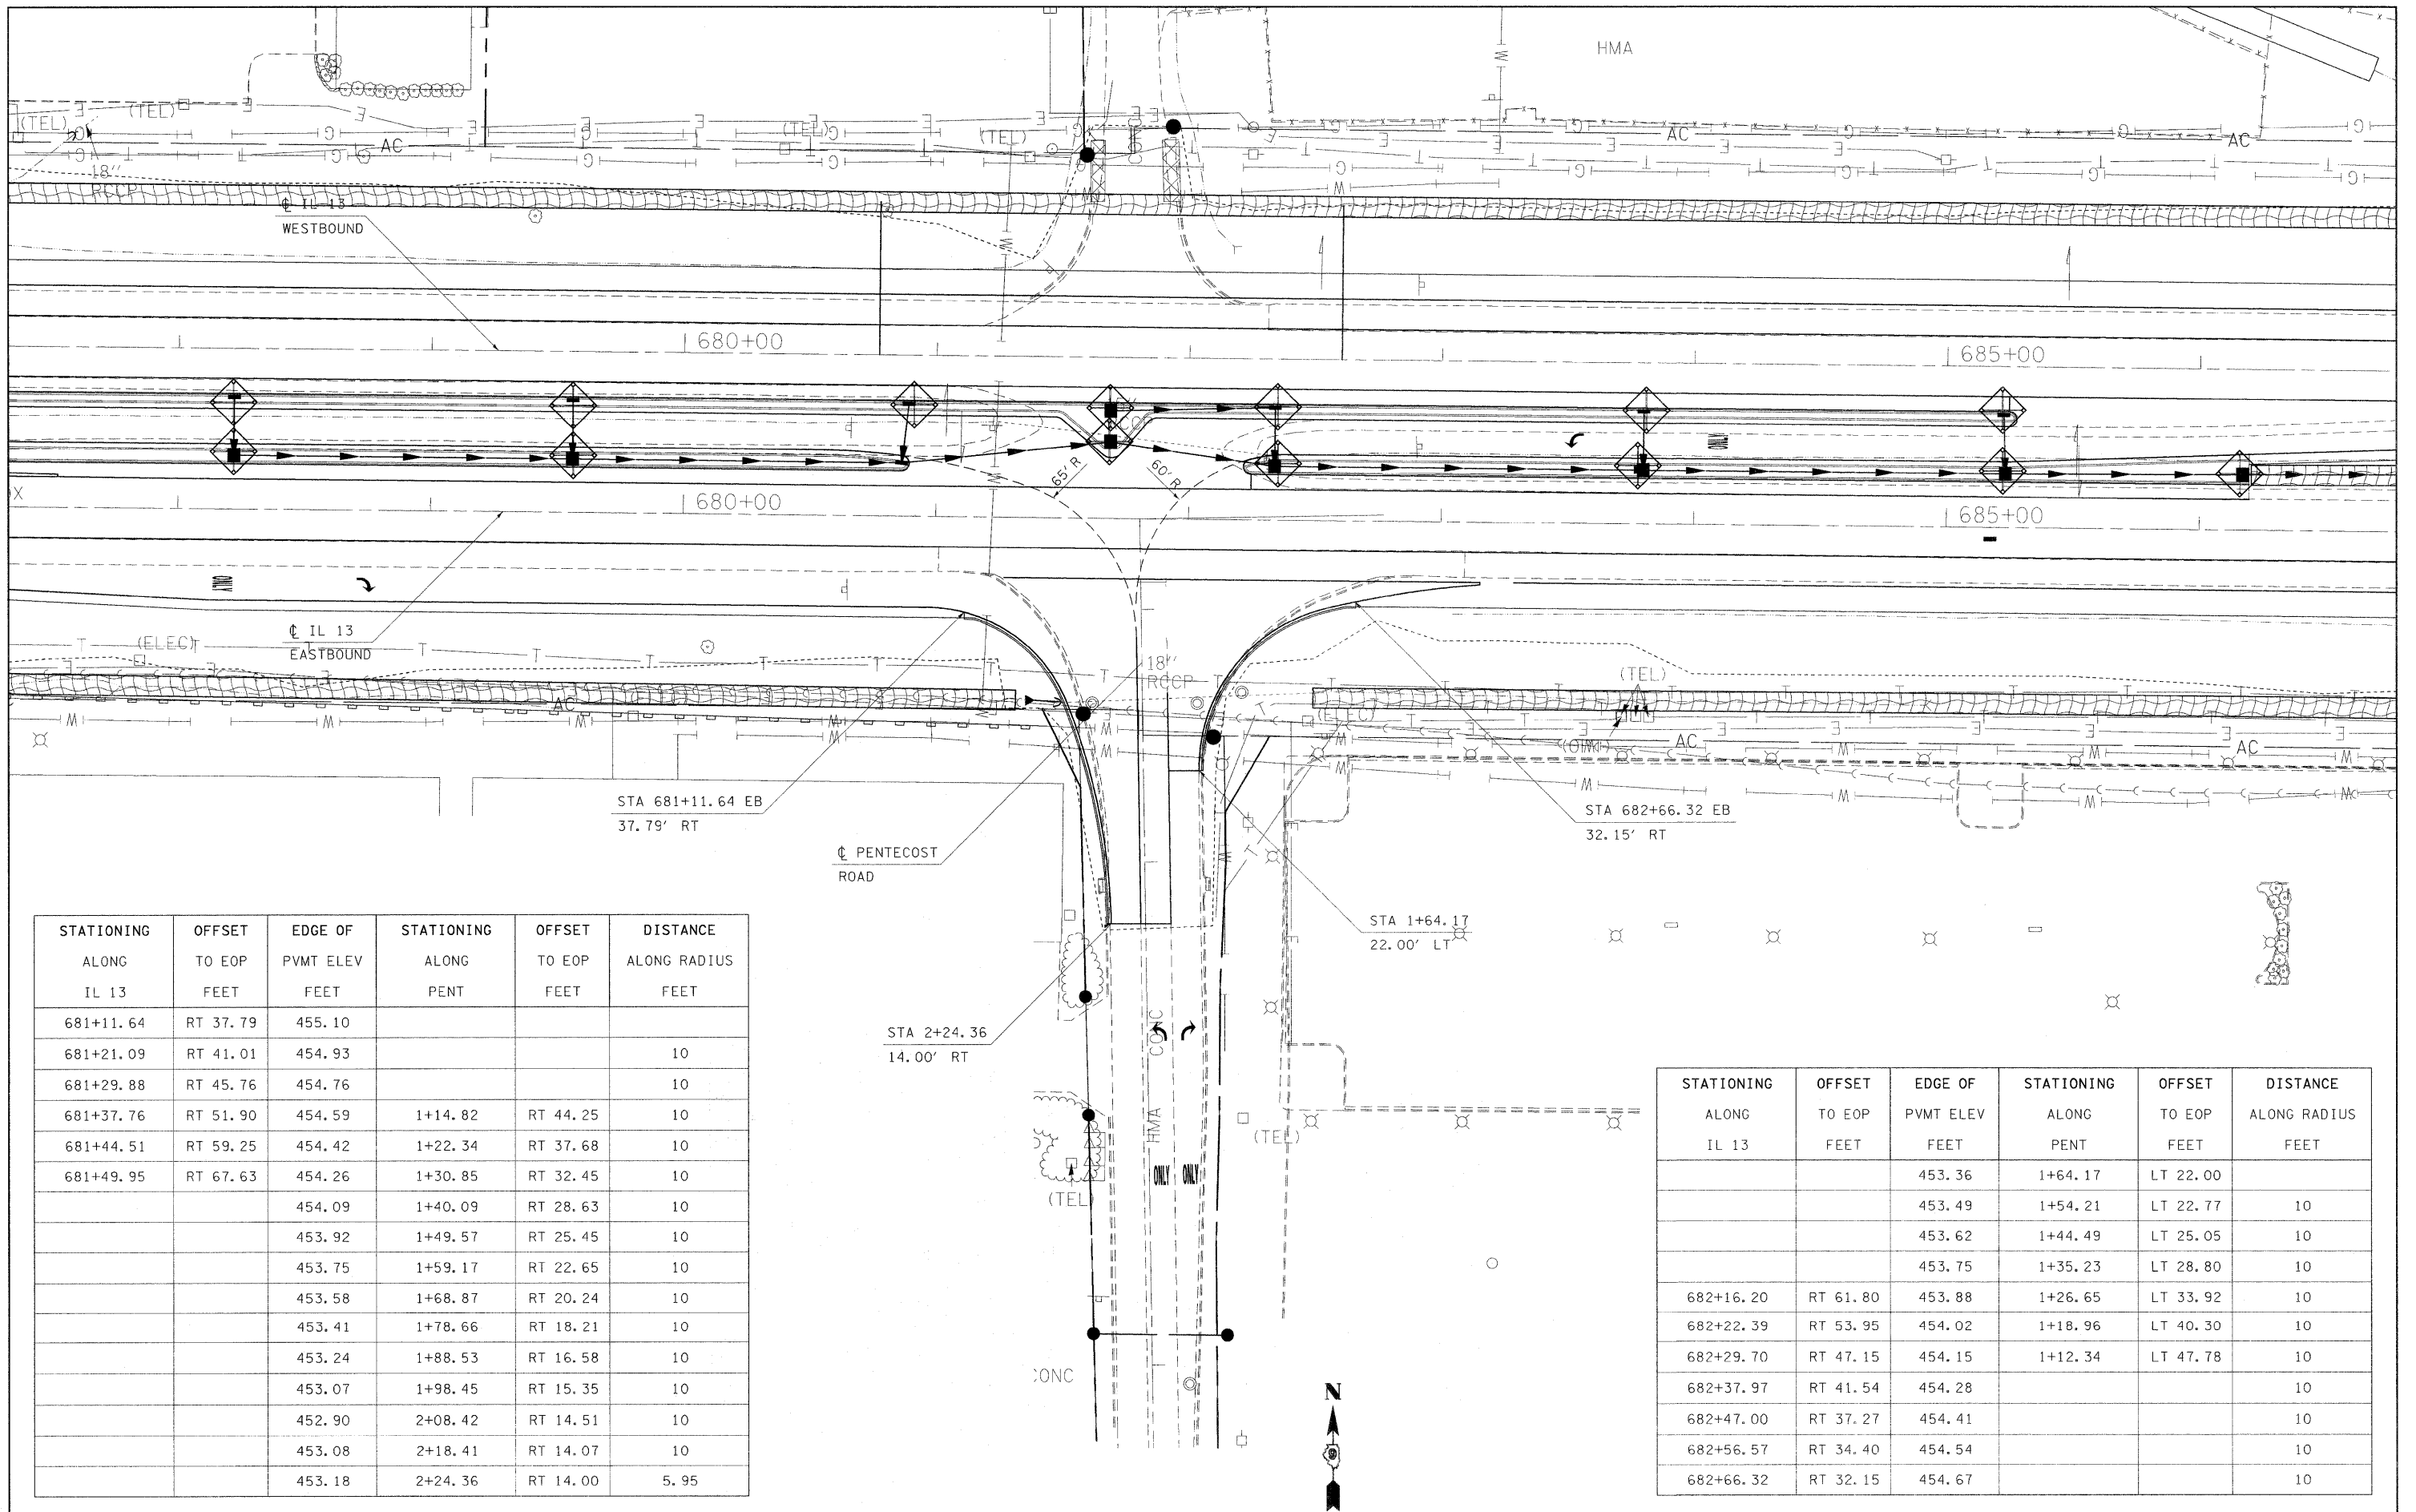 HMA
(TEL)
(TEL)
(TEL)
(TEL)
AC
AC
AC
CONC
18"
RCCP
℄ IL 13
WESTBOUND
680+00
685+00
65' R
60' R
680+00
685+00
℄ IL 13
EASTBOUND
(ELEC)
18"
RCCP
(TEL)
(ELEC)
AC
AC
AC
STA 681+11.64 EB
37.79' RT
STA 682+66.32 EB
32.15' RT
℄ PENTECOST
ROAD
STA 1+64.17
22.00' LT
STA 2+24.36
14.00' RT
CONC
HMA
ONLY ONLY
(TEL)
(TEL)
CONC
N
STATIONING ALONG IL 13 OFFSET TO EOP FEET EDGE OF PVMT ELEV FEET STATIONING ALONG PENT OFFSET TO EOP FEET DISTANCE ALONG RADIUS FEET
681+11.64 RT 37.79 455.10
681+21.09 RT 41.01 454.93 10
681+29.88 RT 45.76 454.76 10
681+37.76 RT 51.90 454.59 1+14.82 RT 44.25 10
681+44.51 RT 59.25 454.42 1+22.34 RT 37.68 10
681+49.95 RT 67.63 454.26 1+30.85 RT 32.45 10
454.09 1+40.09 RT 28.63 10
453.92 1+49.57 RT 25.45 10
453.75 1+59.17 RT 22.65 10
453.58 1+68.87 RT 20.24 10
453.41 1+78.66 RT 18.21 10
453.24 1+88.53 RT 16.58 10
453.07 1+98.45 RT 15.35 10
452.90 2+08.42 RT 14.51 10
453.08 2+18.41 RT 14.07 10
453.18 2+24.36 RT 14.00 5.95
STATIONING ALONG IL 13 OFFSET TO EOP FEET EDGE OF PVMT ELEV FEET STATIONING ALONG PENT OFFSET TO EOP FEET DISTANCE ALONG RADIUS FEET
453.36 1+64.17 LT 22.00
453.49 1+54.21 LT 22.77 10
453.62 1+44.49 LT 25.05 10
453.75 1+35.23 LT 28.80 10
682+16.20 RT 61.80 453.88 1+26.65 LT 33.92 10
682+22.39 RT 53.95 454.02 1+18.96 LT 40.30 10
682+29.70 RT 47.15 454.15 1+12.34 LT 47.78 10
682+37.97 RT 41.54 454.28 10
682+47.00 RT 37.27 454.41 10
682+56.57 RT 34.40 454.54 10
682+66.32 RT 32.15 454.67 10